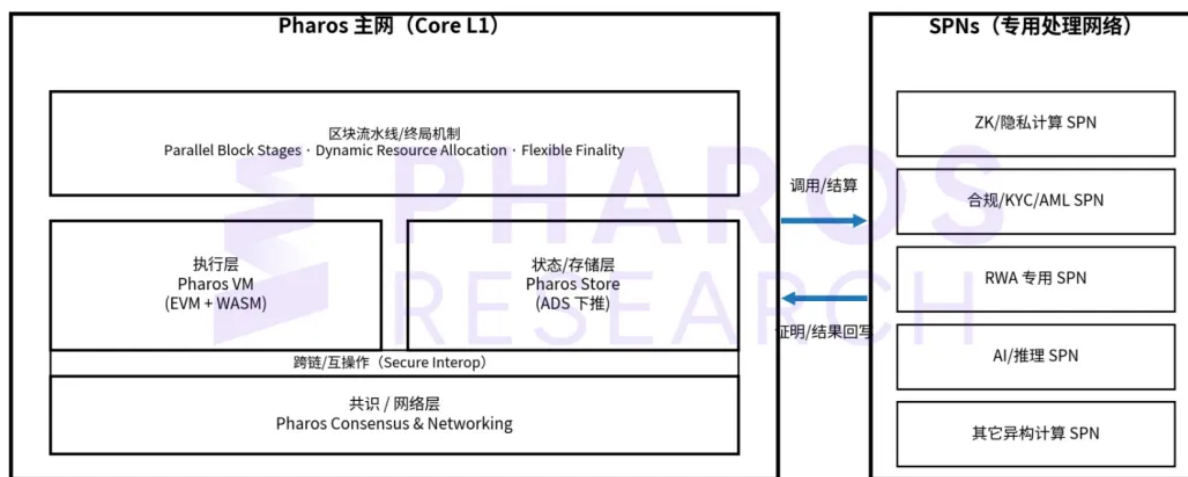 Pharos 主网（Core L1）
区块流水线/终局机制
Parallel Block Stages · Dynamic Resource Allocation · Flexible Finality
执行层
Pharos VM
(EVM + WASM)
状态/存储层
Pharos Store
(ADS 下推)
跨链/互操作（Secure Interop）
共识 / 网络层
Pharos Consensus & Networking
调用/结算
证明/结果回写
SPNs（专用处理网络）
ZK/隐私计算 SPN
合规/KYC/AML SPN
RWA 专用 SPN
AI/推理 SPN
其它异构计算 SPN
PHAROS
RESEARCH